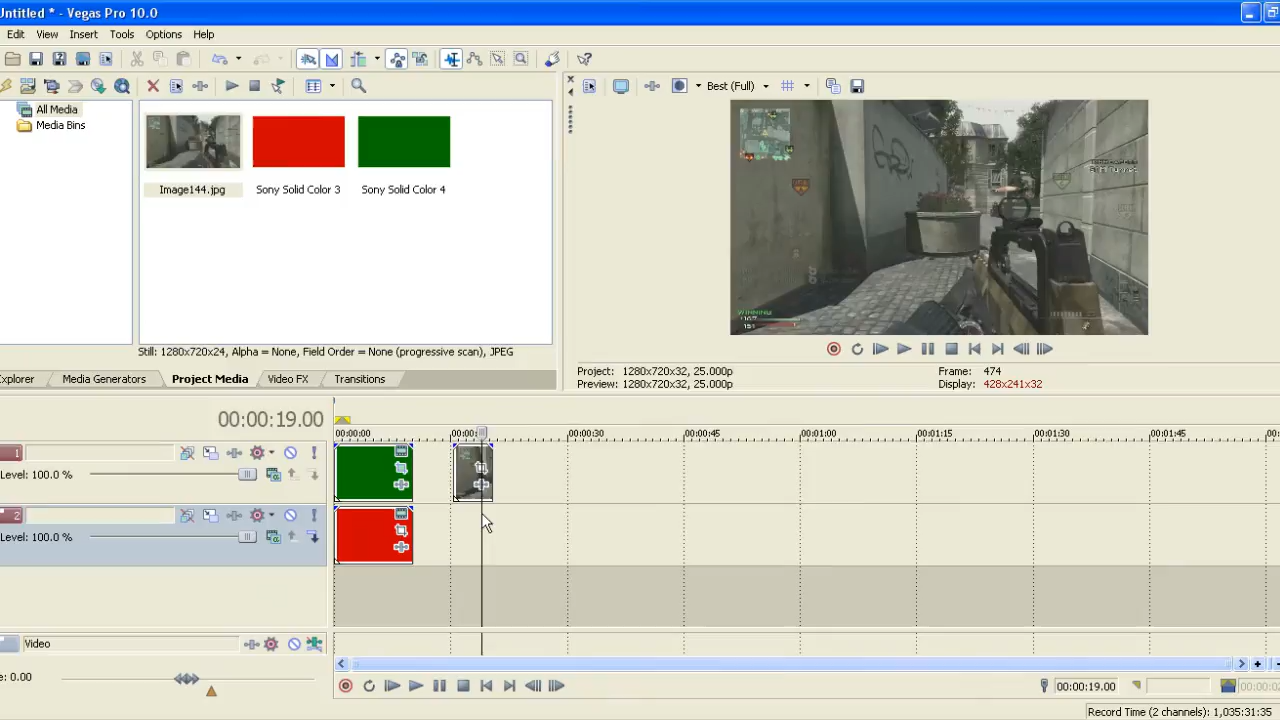 Untitled * - Vegas Pro 10.0
Edit View Insert Tools Options Help
Best (Full)
All Media
Media Bins
Image144.jpg
Sony Solid Color 3
Sony Solid Color 4
Still: 1280x720x24, Alpha = None, Field Order = None (progressive scan), JPEG
Explorer Media Generators Project Media Video FX Transitions
Project: 1280x720x32, 25.000p
Preview: 1280x720x32, 25.000p
Frame: 474
Display: 428x241x32
WINNING
00:00:19.00
00:00:00 00:00:30 00:00:45 00:01:00 00:01:15 00:01:30 00:01:45
1
Level: 100.0 %
2
Level: 100.0 %
Video
e: 0.00
00:00:19.00
Record Time (2 channels): 1,035:31:35